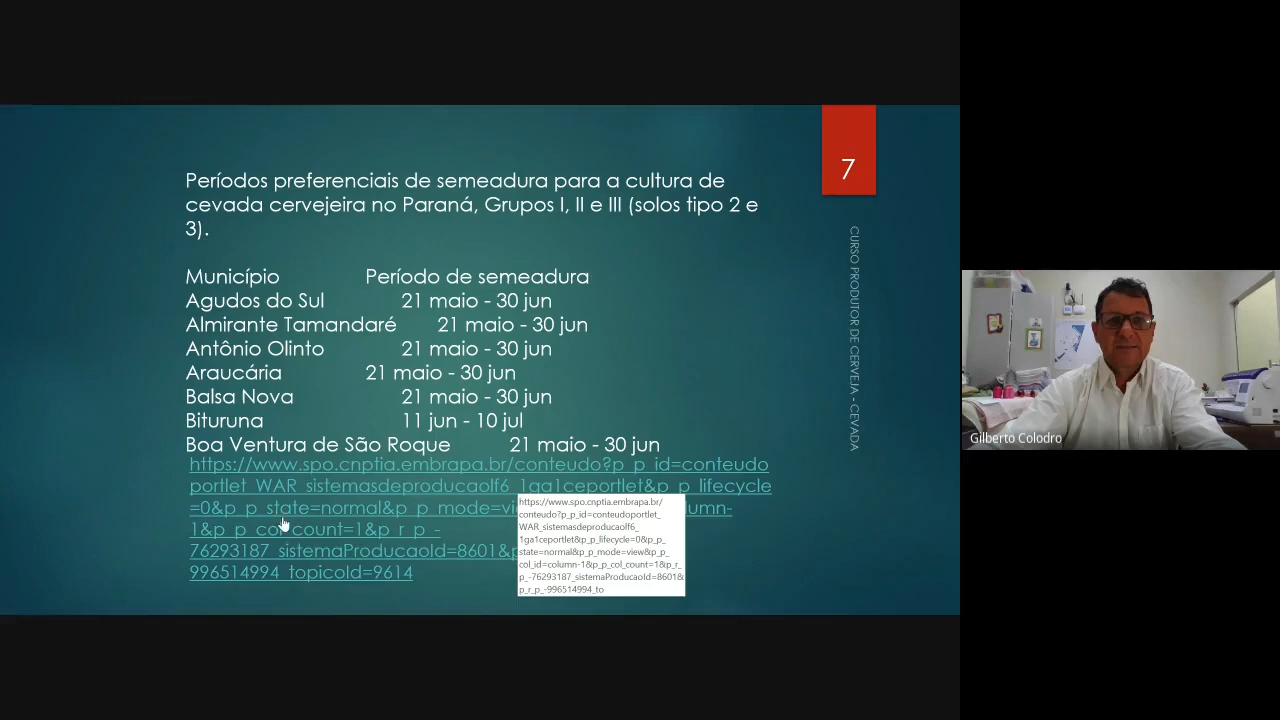 Períodos preferenciais de semeadura para a cultura de
cevada cervejeira no Paraná, Grupos I, II e III (solos tipo 2 e
3).
Município Período de semeadura
Agudos do Sul 21 maio - 30 jun
Almirante Tamandaré 21 maio - 30 jun
Antônio Olinto 21 maio - 30 jun
Araucária 21 maio - 30 jun
Balsa Nova 21 maio - 30 jun
Bituruna 11 jun - 10 jul
Boa Ventura de São Roque 21 maio - 30 jun
https://www.spo.cnptia.embrapa.br/conteudo?p_p_id=conteudo
portlet_WAR_sistemasdeproducaolf6_1ga1ceportlet&p_p_lifecycle
=0&p_p_state=normal&p_p_mode=vi
umn-
1&p_p_col_count=1&p_r_p_-
76293187_sistemaProducaoId=8601&p
996514994_topicoId=9614
https://www.spo.cnptia.embrapa.br/
conteudo?p_p_id=conteudoportlet_
WAR_sistemasdeproducaolf6_
1ga1ceportlet&p_p_lifecycle=0&p_p_
state=normal&p_p_mode=view&p_p_
col_id=column-1&p_p_col_count=1&p_r_
p_-76293187_sistemaProducaoId=8601&
p_r_p_-996514994_to
7
CURSO PRODUTOR DE CERVEJA - CEVADA
Gilberto Colodro